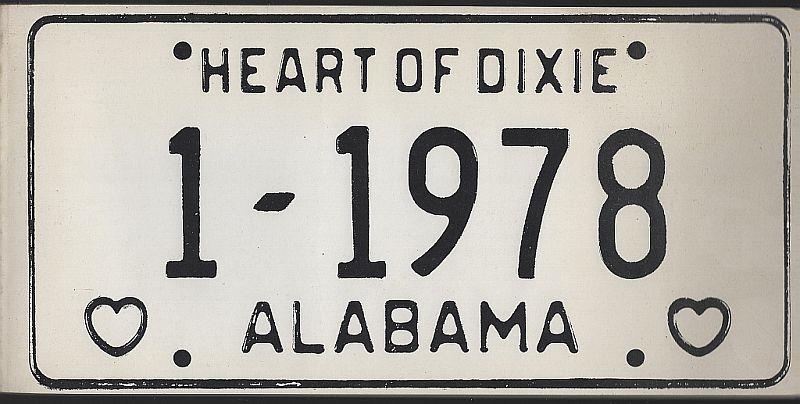 HEART OF DIXIE
1-1978
ALABAMA